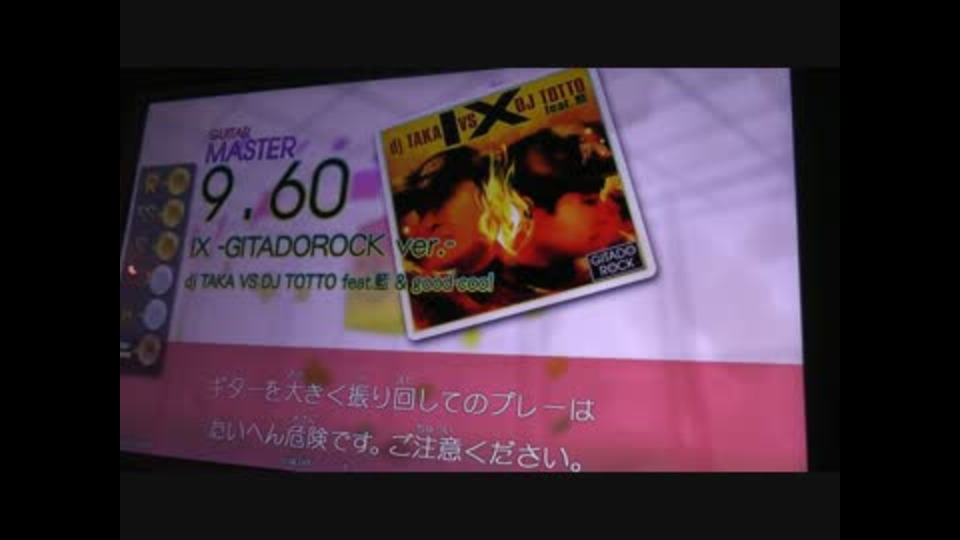 GUITAR
MASTER
9.60
IX -GITADOROCK ver.-
dj TAKA VS DJ TOTTO feat.藍 & good-cool
dj TAKA VS DJ TOTTO
feat.藍
IX
GITADO
ROCK
ギターを大きく振り回してのプレーは
たいへん危険です。ご注意ください。